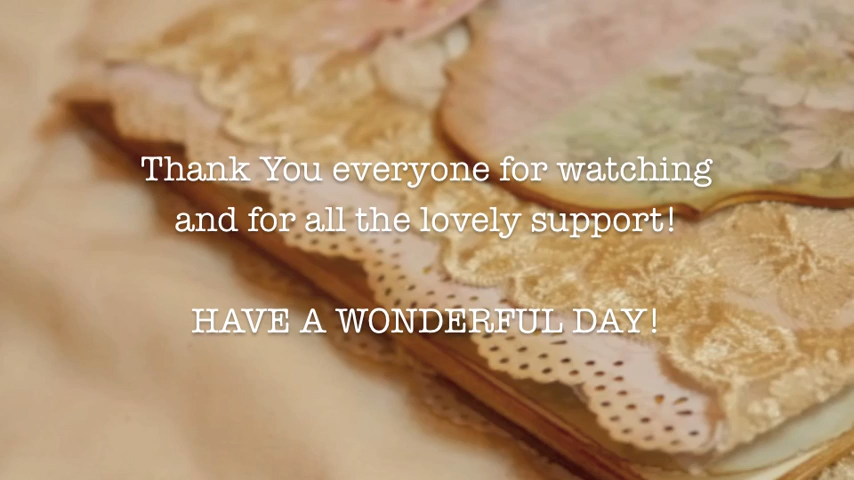 Thank You everyone for watching
and for all the lovely support!
HAVE A WONDERFUL DAY!